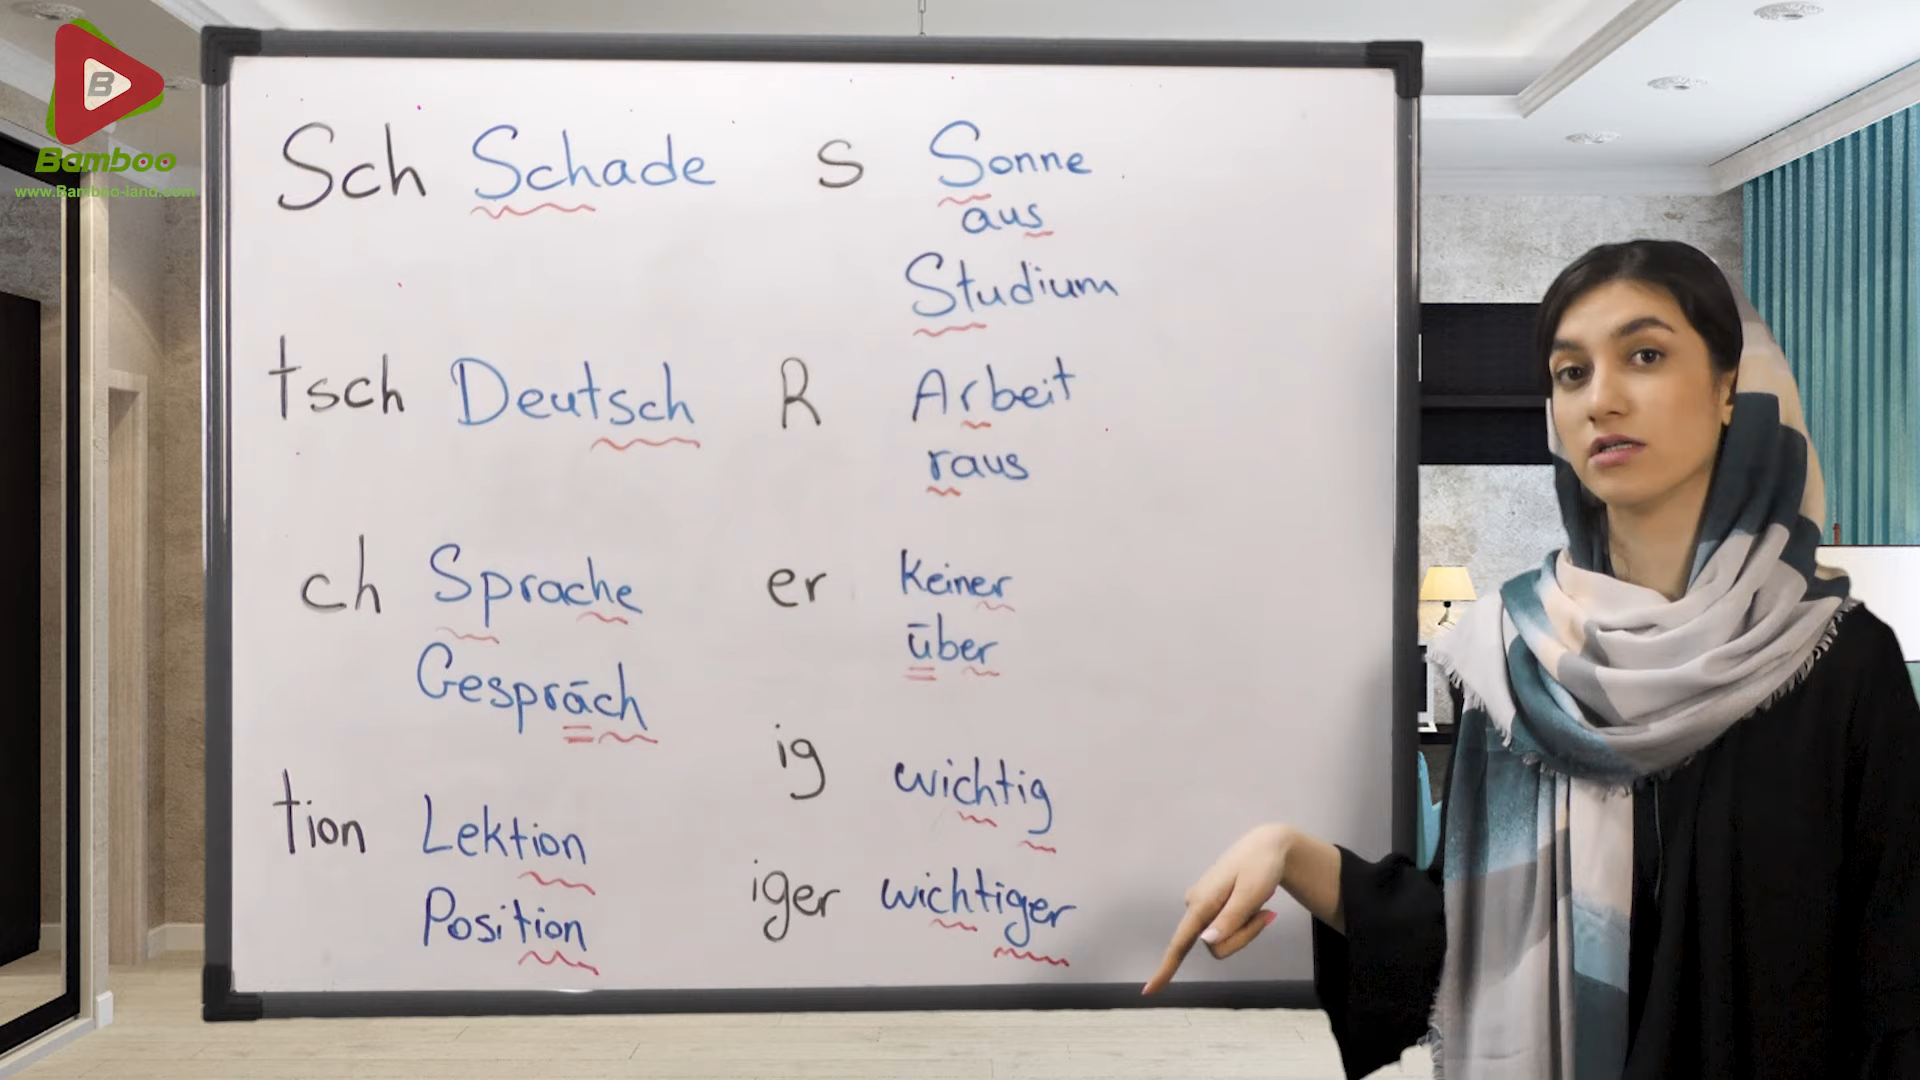 B
Bamboo
www.Bamboo-land.com
Sch Schade
tsch Deutsch
ch Sprache
Gespräch
tion Lektion
Position
s Sonne
aus
Studium
R Arbeit
raus
er Keiner
über
ig wichtig
iger wichtiger